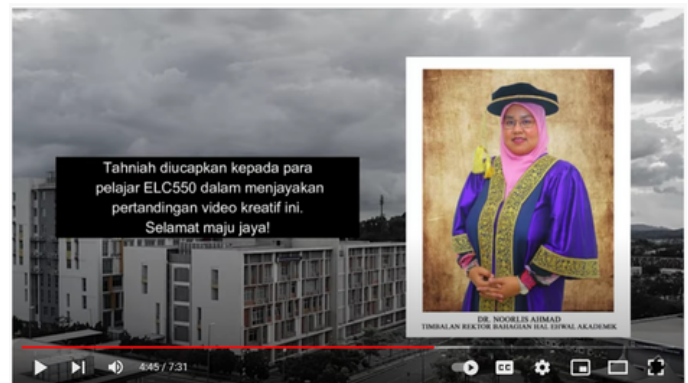 Tahniah diucapkan kepada para
pelajar ELC550 dalam menjayakan
pertandingan video kreatif ini.
Selamat maju jaya!
DR. NOORLIS AHMAD
TIMBALAN REKTOR BAHAGIAN HAL EHWAL AKADEMIK
4:45 / 7:31
CC